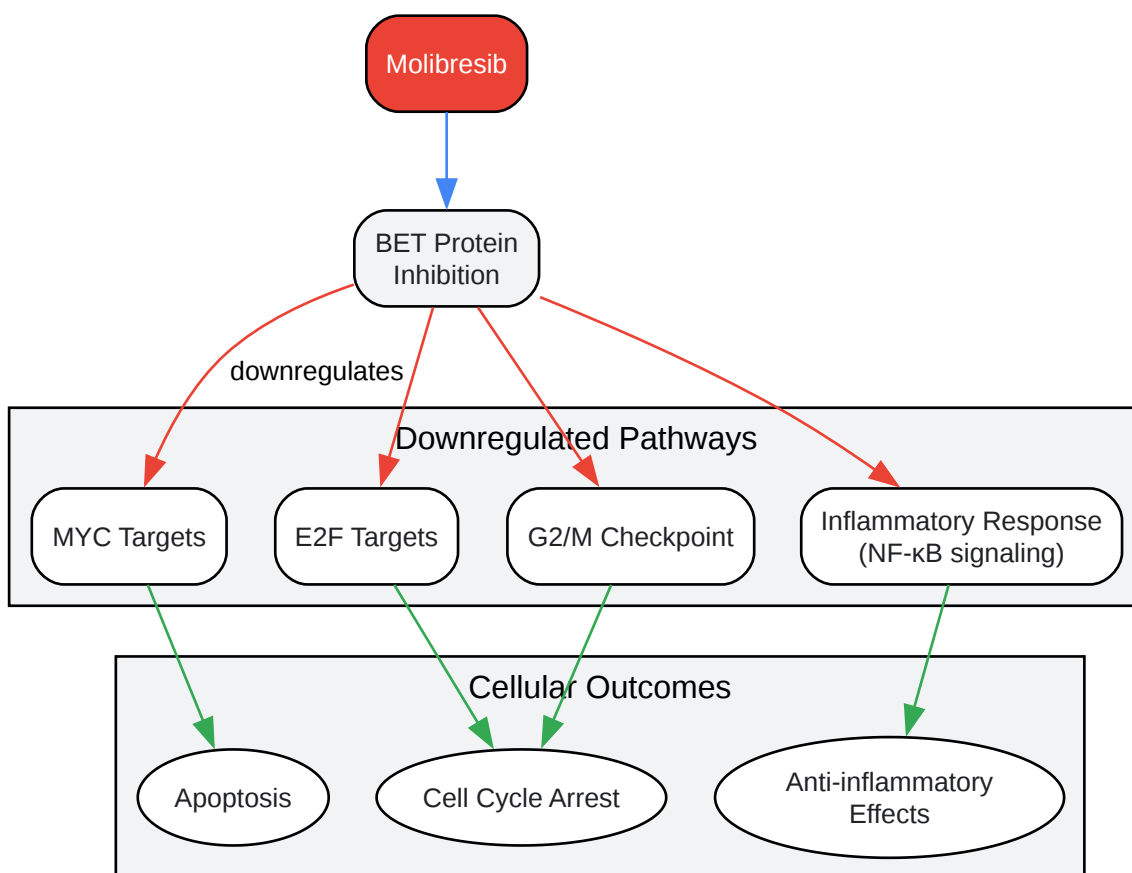 Molibresib
BET Protein
Inhibition
downregulates
Downregulated Pathways
MYC Targets
E2F Targets
G2/M Checkpoint
Inflammatory Response
(NF-κB signaling)
Cellular Outcomes
Apoptosis
Cell Cycle Arrest
Anti-inflammatory
Effects